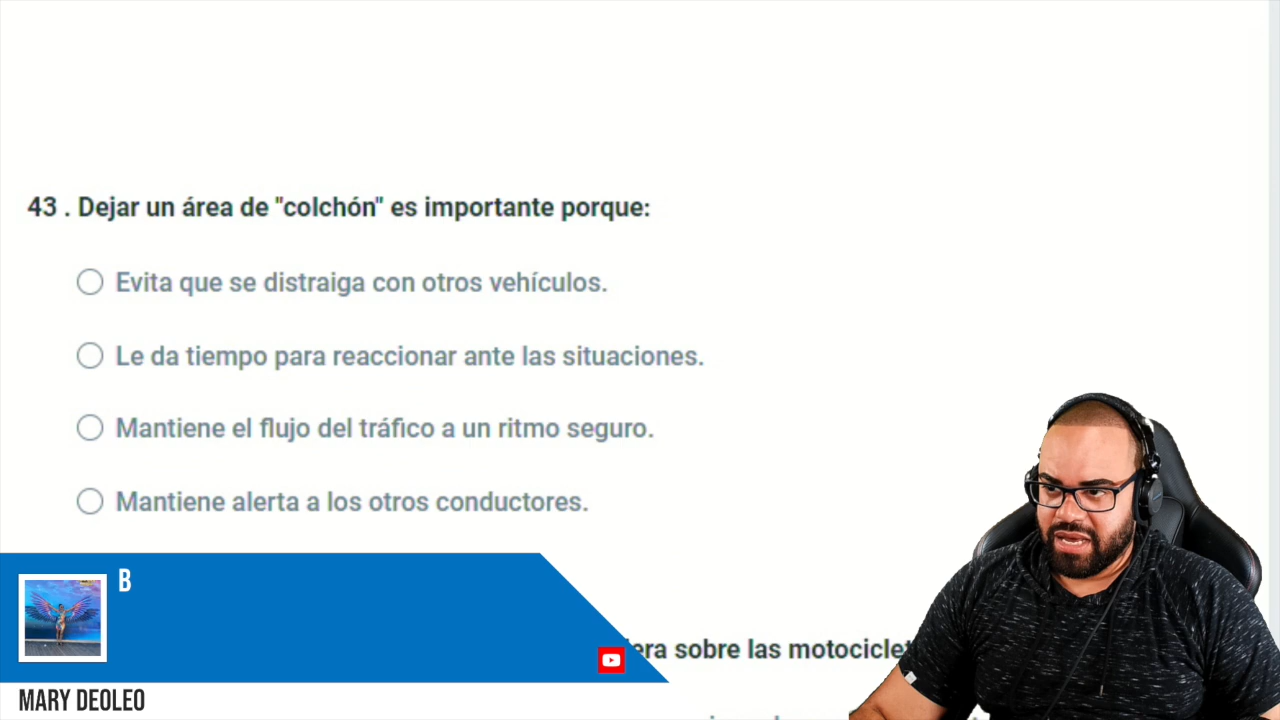 43 . Dejar un área de "colchón" es importante porque:
Evita que se distraiga con otros vehículos.
Le da tiempo para reaccionar ante las situaciones.
Mantiene el flujo del tráfico a un ritmo seguro.
Mantiene alerta a los otros conductores.
B
sobre las
MARY DEOLEO